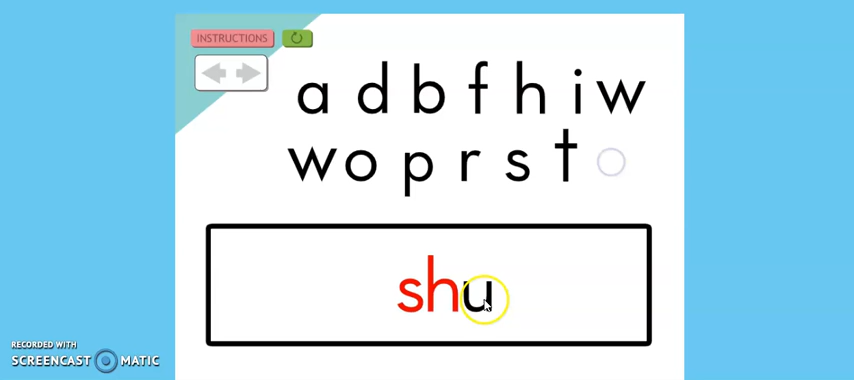 INSTRUCTIONS
a d b f h i w
w o p r s t
shu
RECORDED WITH
SCREENCAST MATIC